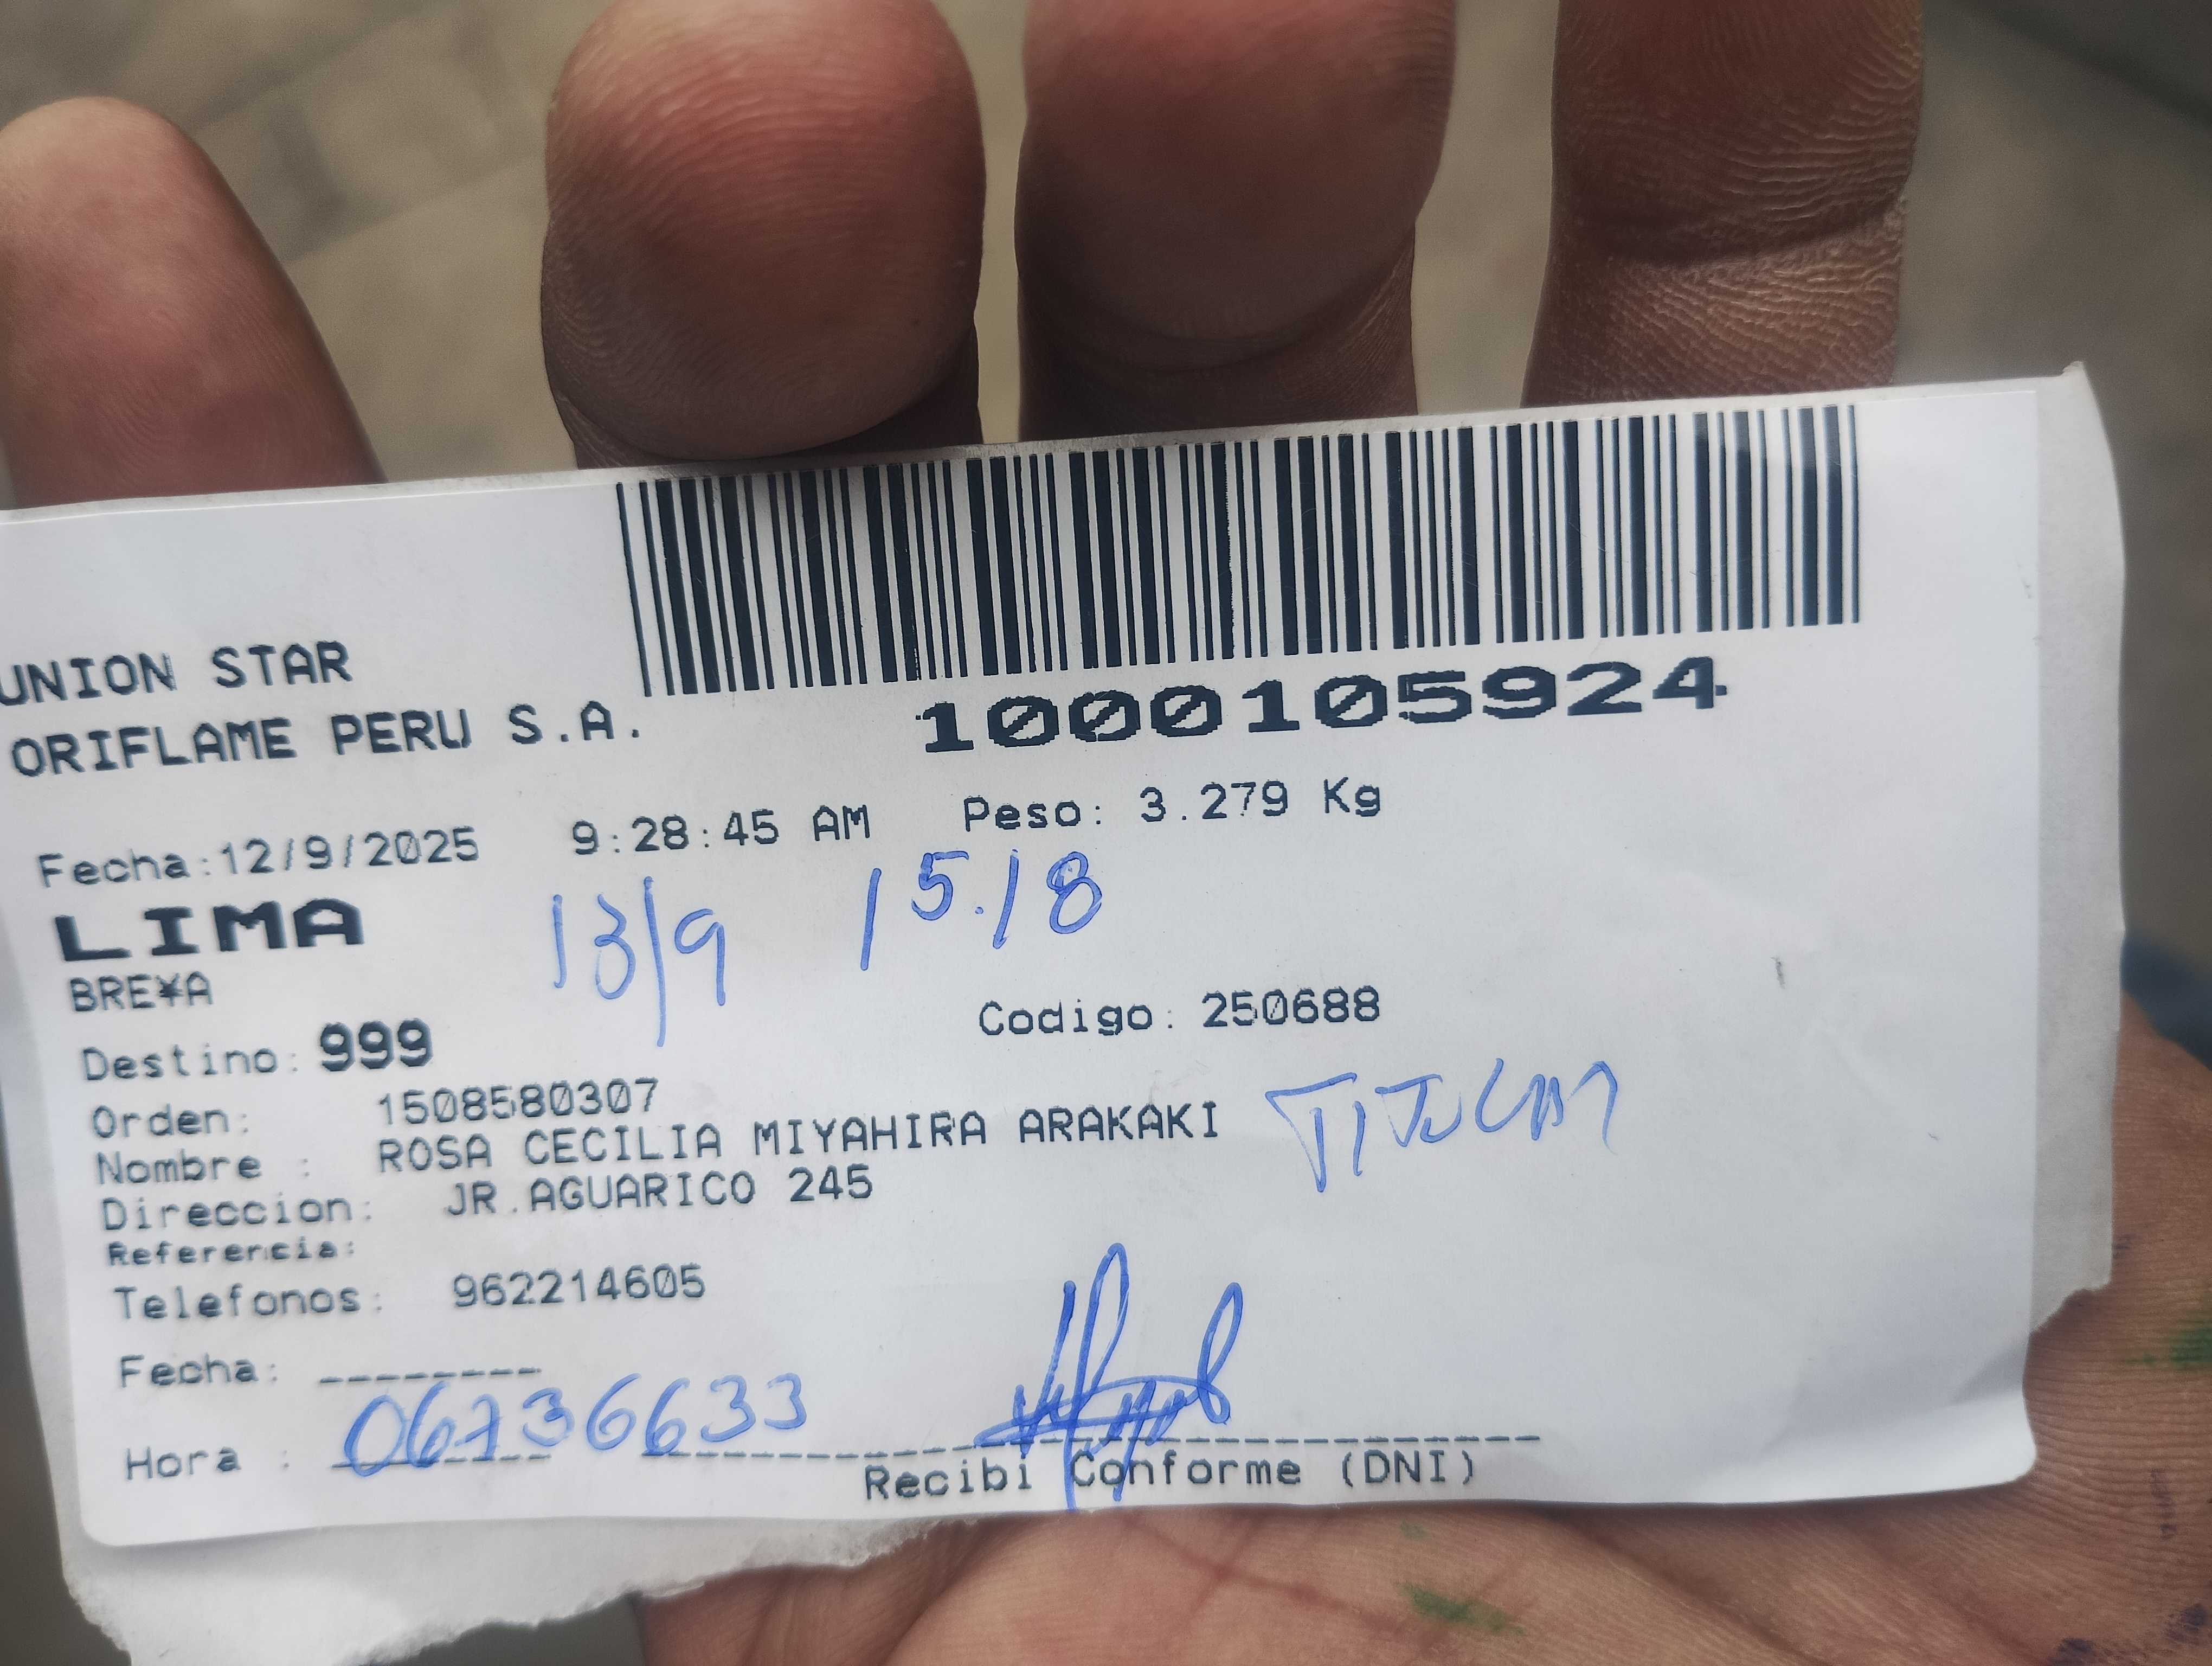 UNION STAR
ORIFLAME PERU S.A.
1000105924
Fecha:12/9/2025 9:28:45 AM Peso: 3.279 Kg
LIMA 13/9 15.18
BRE¥A
Destino: 999 Codigo: 250688
Orden: 1508580307
Nombre : ROSA CECILIA MIYAHIRA ARAKAKI TITULAR
Direccion: JR.AGUARICO 245
Referencia:
Telefonos: 962214605
Fecha: --------
Hora : 06736633
Recibi Conforme (DNI)